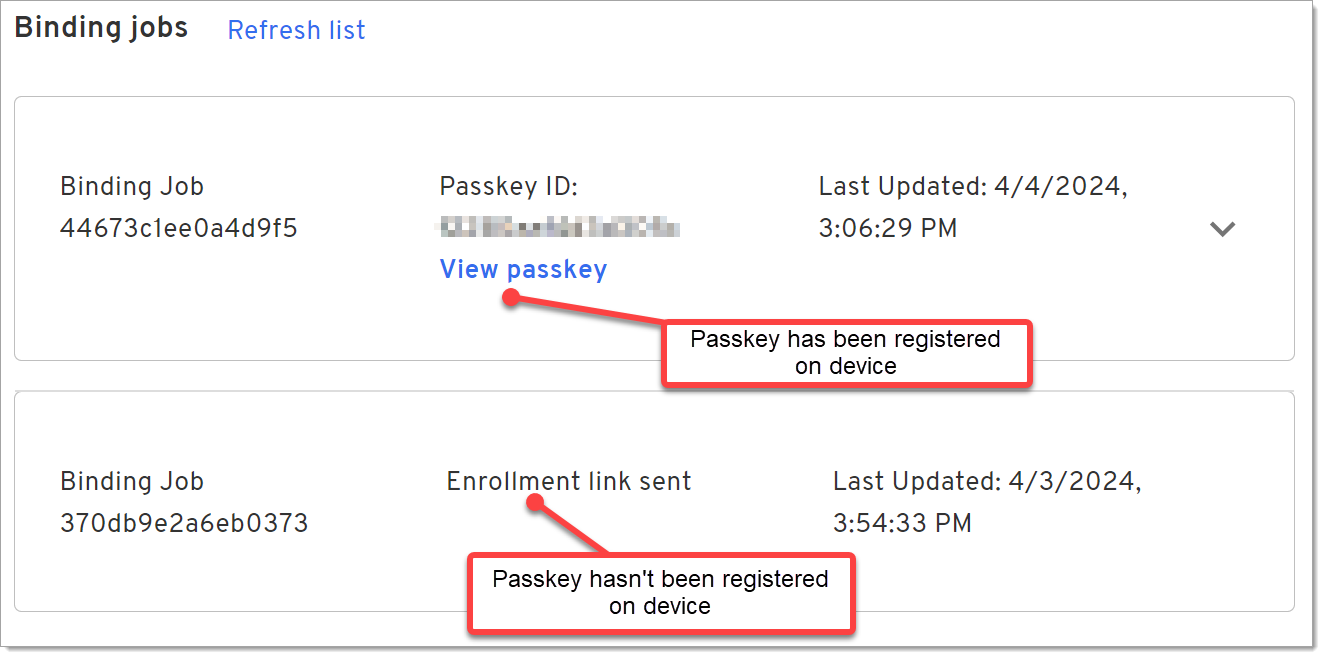 Binding jobs
Refresh list
Binding Job
44673c1ee0a4d9f5
Passkey ID:
View passkey
Last Updated: 4/4/2024,
3:06:29 PM
Passkey has been registered
on device
Binding Job
370db9e2a6eb0373
Enrollment link sent
Last Updated: 4/3/2024,
3:54:33 PM
Passkey hasn't been registered
on device